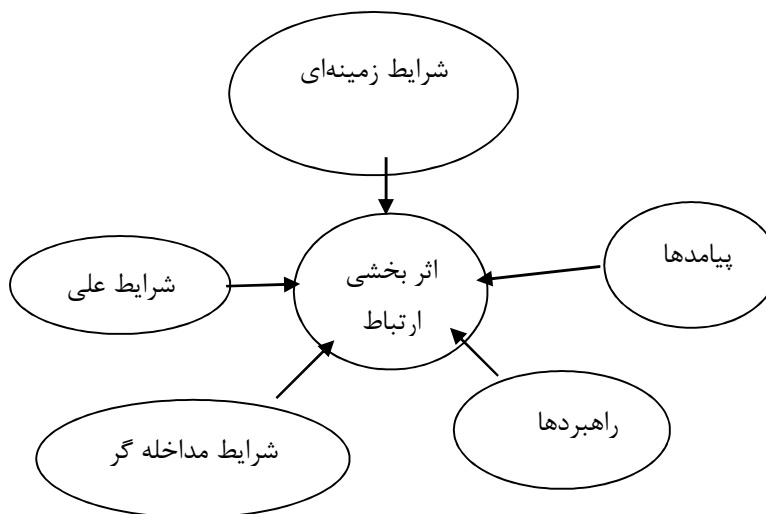 شرایط زمینه‌ای
پیامدها
اثر بخشی
ارتباط
شرایط علی
راهبردها
شرایط مداخله گر